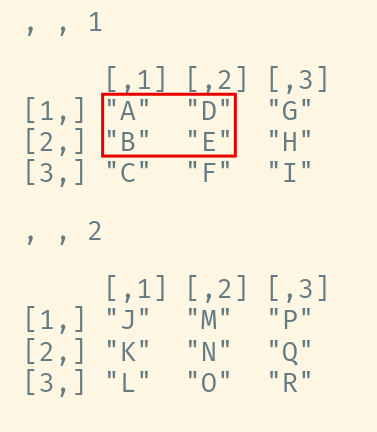 , , 1
[,1] [,2] [,3]
[1,] "A" "D" "G"
[2,] "B" "E" "H"
[3,] "C" "F" "I"
, , 2
[,1] [,2] [,3]
[1,] "J" "M" "P"
[2,] "K" "N" "Q"
[3,] "L" "O" "R"